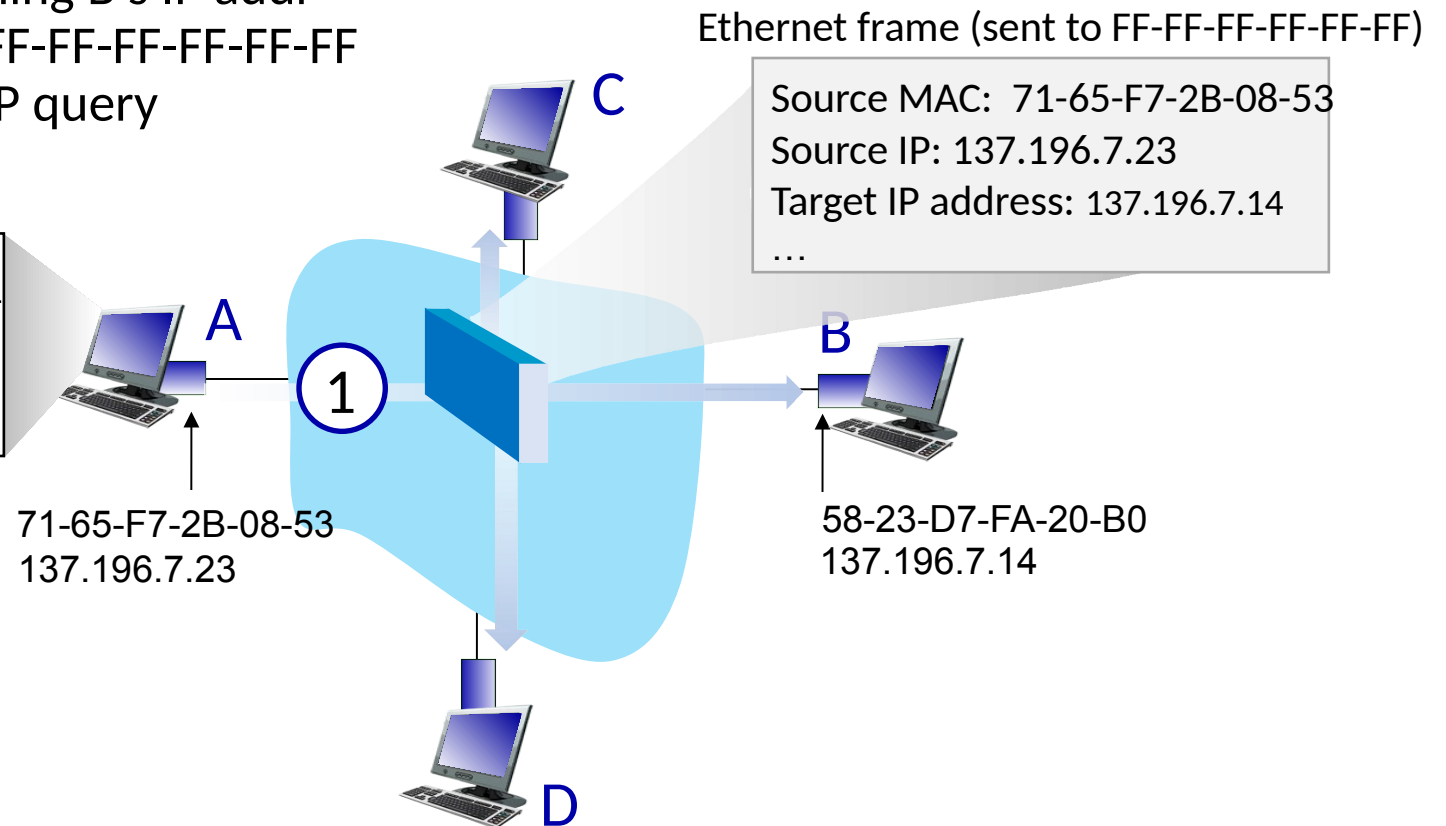 B's IP addr
FF-FF-FF-FF-FF
query
Ethernet frame (sent to FF-FF-FF-FF-FF-FF)
Source MAC: 71-65-F7-2B-08-53
Source IP: 137.196.7.23
Target IP address: 137.196.7.14
…
C
A
B
1
71-65-F7-2B-08-53
137.196.7.23
58-23-D7-FA-20-B0
137.196.7.14
D